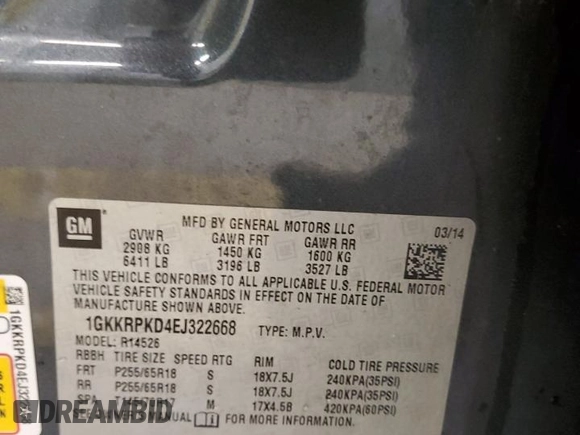 GM
MFD BY GENERAL MOTORS LLC
03/14
GVWR GAWR FRT GAWR RR
2908 KG 1450 KG 1600 KG
6411 LB 3196 LB 3527 LB
THIS VEHICLE CONFORMS TO ALL APPLICABLE U.S. FEDERAL MOTOR
VEHICLE SAFETY STANDARDS IN EFFECT ON THE DATE OF
MANUFACTURE SHOWN ABOVE.
1GKKRPKD4EJ322668 TYPE: M.P.V.
MODEL: R14526
RBBH TIRE SIZE SPEED RTG RIM COLD TIRE PRESSURE
FRT P255/65R18 S 18X7.5J 240KPA(35PSI)
RR P255/65R18 S 18X7.5J 240KPA(35PSI)
SPA M 17X4.5B 420KPA(60PSI)
MANUAL FOR MORE INFORMATION.
1GKKRPKD4EJ322
DEDICARBID